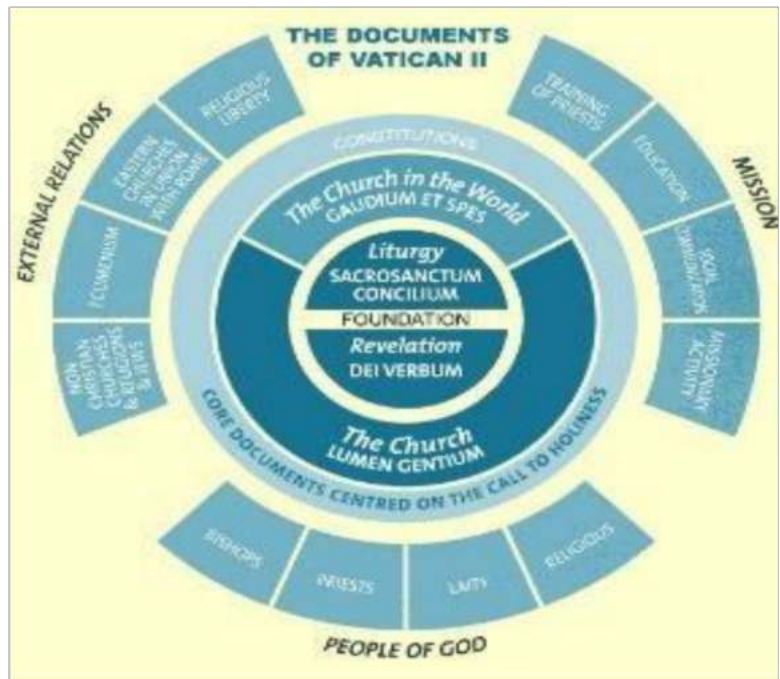 THE DOCUMENTS
OF VATICAN II
EXTERNAL RELATIONS
RELIGIOUS
LIBERTY
EASTERN
CHURCHES
IN UNION
WITH ROME
ECUMENISM
NON
CHRISTIAN
CHURCHES
& RELIGIONS
& JEWS
MISSION
TRAINING
OF PRIESTS
EDUCATION
SOCIAL
COMMUNICATION
MISSIONARY
ACTIVITY
CONSTITUTIONS
The Church in the World
GAUDIUM ET SPES
Liturgy
SACROSANCTUM
CONCILIUM
FOUNDATION
Revelation
DEI VERBUM
The Church
LUMEN GENTIUM
CORE DOCUMENTS CENTRED ON THE CALL TO HOLINESS
BISHOPS
PRIESTS
LAITY
RELIGIOUS
PEOPLE OF GOD